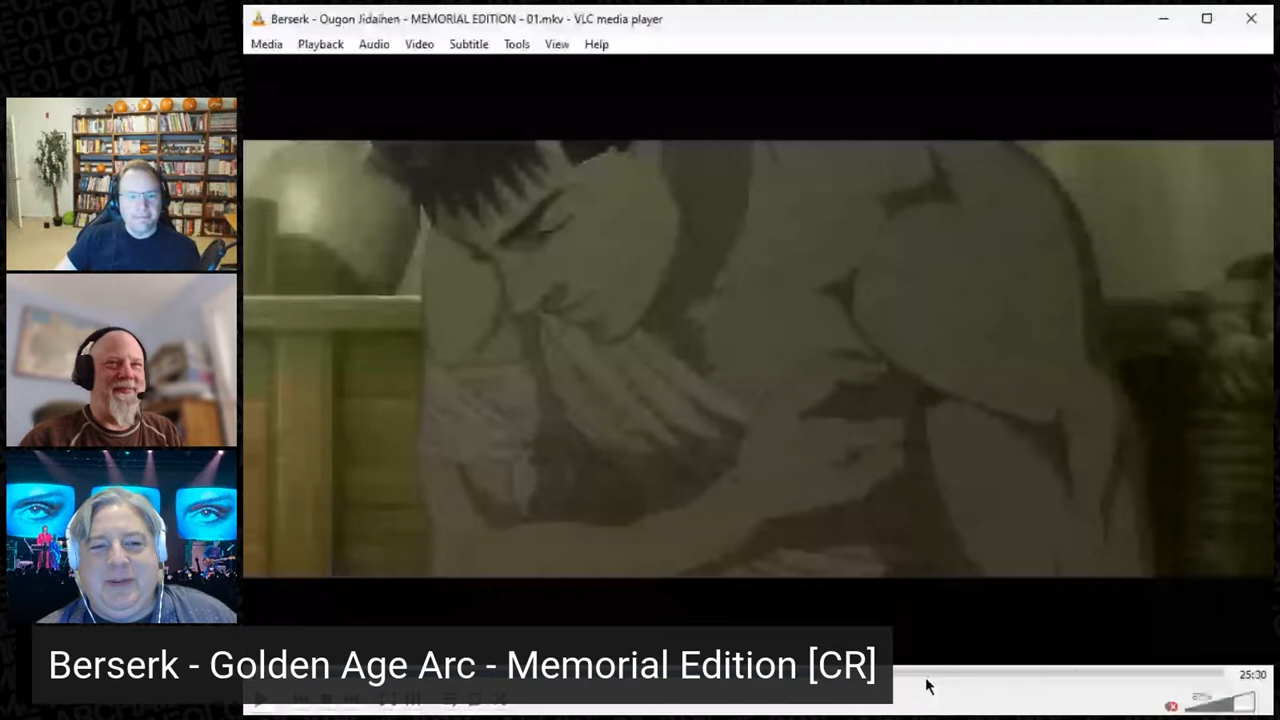 Berserk - Ougon Jidaihen - MEMORIAL EDITION - 01.mkv - VLC media player
Media Playback Audio Video Subtitle Tools View Help
Berserk - Golden Age Arc - Memorial Edition [CR]
25:30